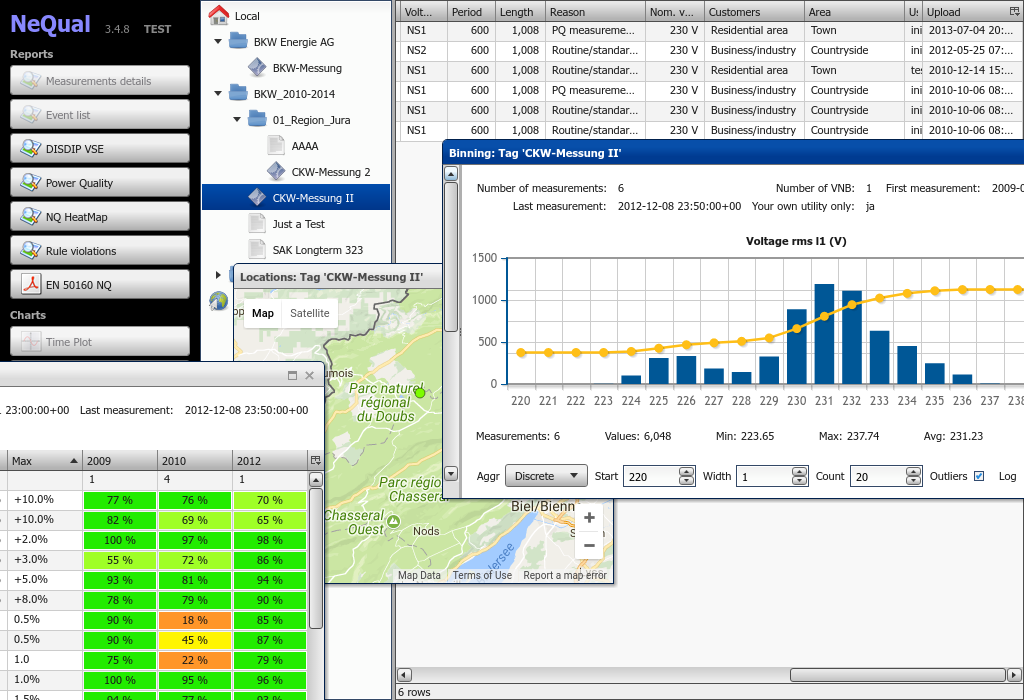 NeQual 3.4.8 TEST
Reports
Measurements details
Event list
DISDIP VSE
Power Quality
NQ HeatMap
Rule violations
EN 50160 NQ
Charts
Time Plot
Local
BKW Energie AG
BKW-Messung
BKW_2010-2014
01_Region_Jura
AAAA
CKW-Messung 2
CKW-Messung II
Just a Test
SAK Longterm 323
Volt... Period Length Reason Nom. v... Customers Area Upload
NS1 600 1,008 PQ measureme... 230 V Residential area Town ini 2013-07-04 20:...
NS2 600 1,008 Routine/standar... 230 V Business/industry Countryside ini 2012-05-25 07:...
NS1 600 1,008 Routine/standar... 230 V Residential area Town tes 2010-12-14 15:...
NS1 600 1,008 PQ measureme... 230 V Business/industry Countryside ini 2010-10-06 08:...
NS1 600 1,008 Routine/standar... 230 V Business/industry Countryside ini 2010-10-06 08:...
NS1 600 1,008 Routine/standar... 230 V Business/industry Countryside ini 2010-10-06 08:...
Binning: Tag 'CKW-Messung II'
Number of measurements: 6 Number of VNB: 1 First measurement: 2009-0
Last measurement: 2012-12-08 23:50:00+00 Your own utility only: ja
Voltage rms l1 (V)
1500
1000
500
0
220 221 222 223 224 225 226 227 228 229 230 231 232 233 234 235 236 237 238
Measurements: 6 Values: 6,048 Min: 223.65 Max: 237.74 Avg: 231.23
Aggr Discrete Start 220 Width 1 Count 20 Outliers Log
Locations: Tag 'CKW-Messung II'
Map Satellite
umois
Parc naturel
régional
du Doubs
Parc régio
Chassera
Chasseral
Ouest
Nods
Biel/Bienn
ersee
+
−
Map Data Terms of Use Report a map error
23:00:00+00 Last measurement: 2012-12-08 23:50:00+00
Max 2009 2010 2012
1 4 1
+10.0% 77 % 76 % 70 %
+10.0% 82 % 69 % 65 %
+2.0% 100 % 97 % 98 %
+3.0% 55 % 72 % 86 %
+5.0% 93 % 81 % 94 %
+8.0% 78 % 79 % 90 %
0.5% 90 % 18 % 85 %
0.5% 90 % 45 % 87 %
1.0 75 % 22 % 79 %
1.0% 100 % 95 % 96 %
1.5% 94 % 77 % 93 %
6 rows